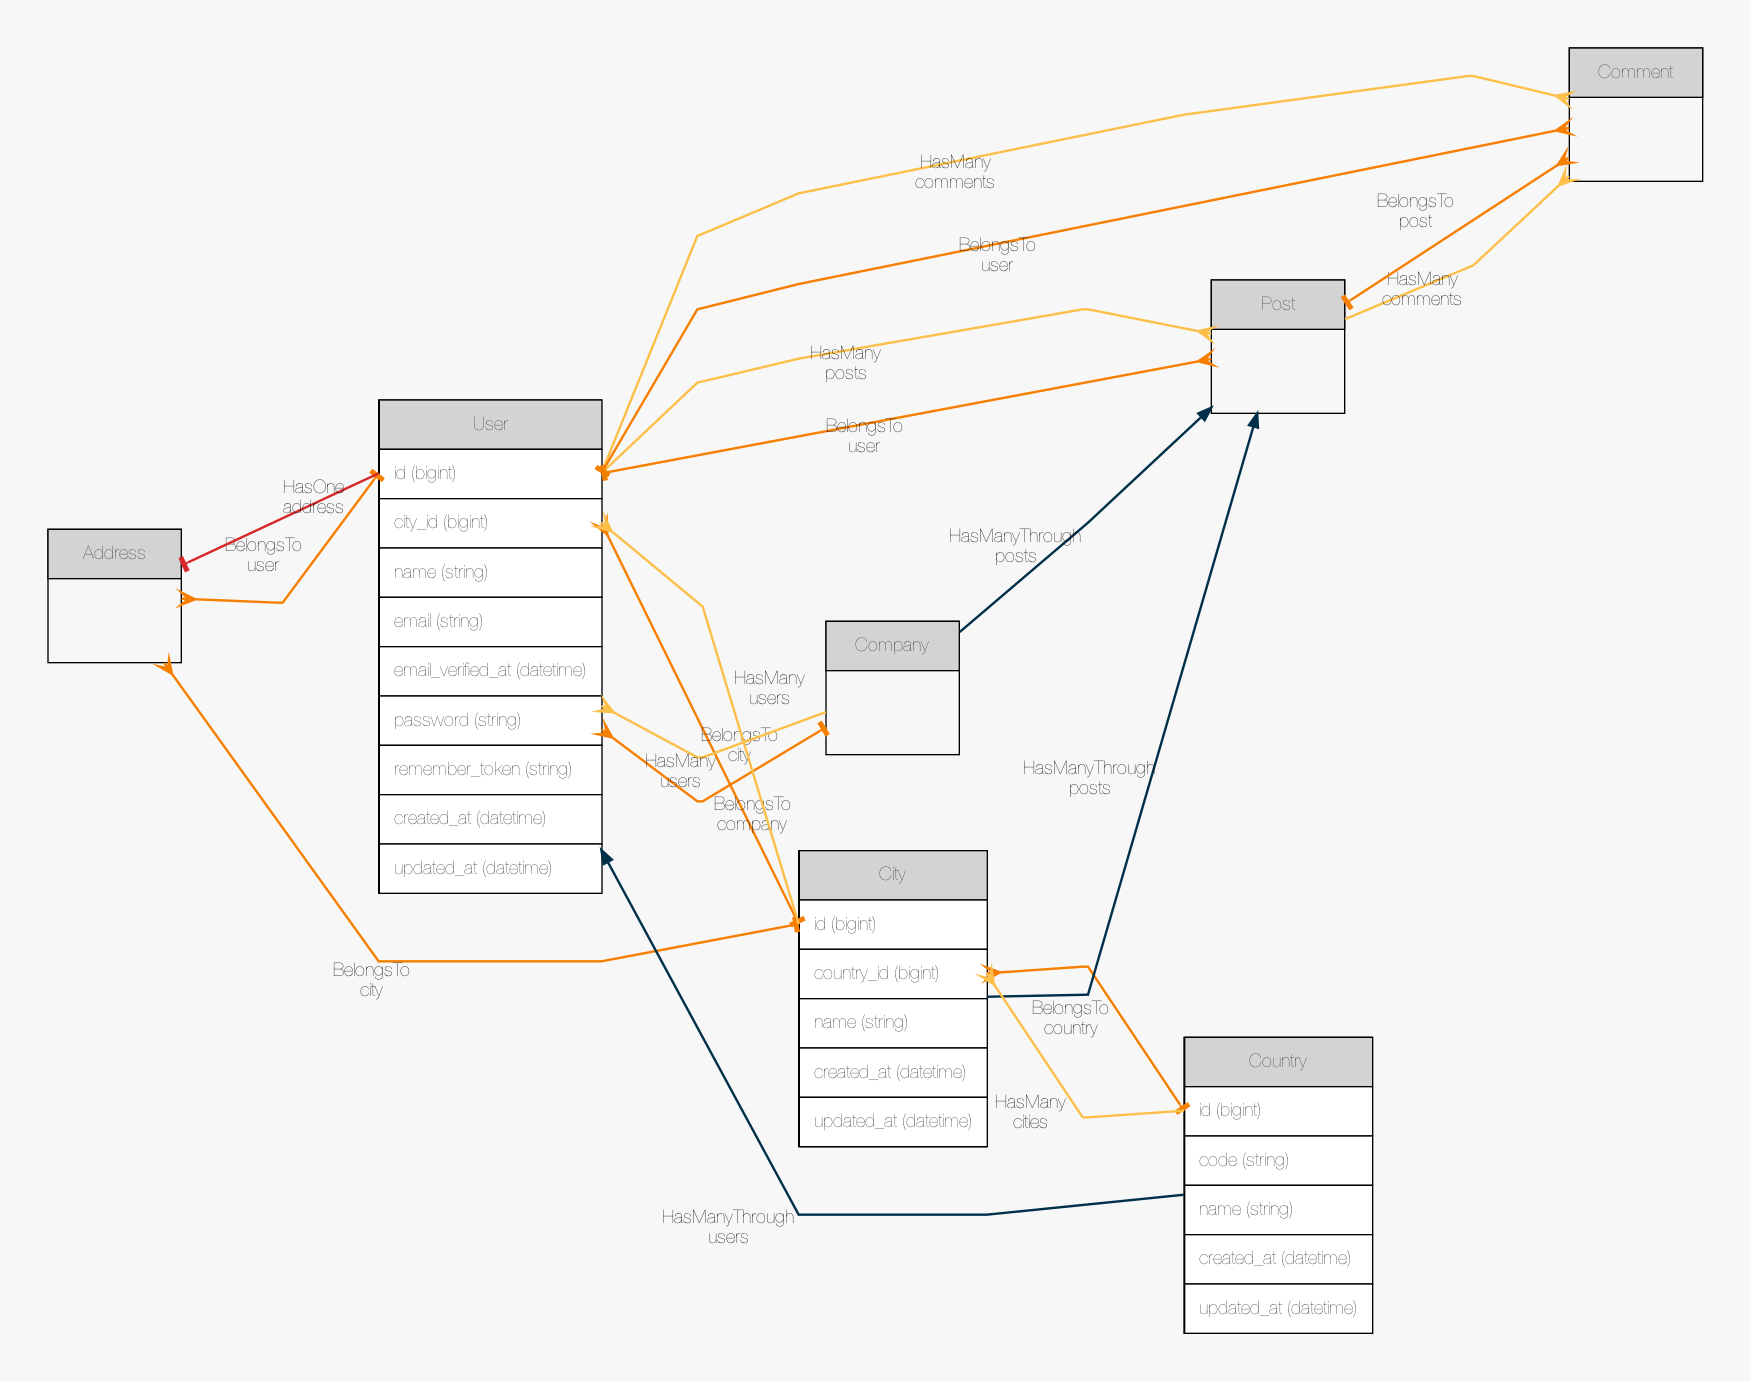 Comment
HasMany
comments
BelongsTo
post
BelongsTo
user
HasMany
comments
Post
HasMany
posts
BelongsTo
user
User
id (bigint)
city_id (bigint)
name (string)
email (string)
email_verified_at (datetime)
password (string)
remember_token (string)
created_at (datetime)
updated_at (datetime)
HasOne
address
BelongsTo
user
Address
HasManyThrough
posts
Company
HasMany
users
BelongsTo
city
HasMany
users
BelongsTo
company
HasManyThrough
posts
City
id (bigint)
country_id (bigint)
name (string)
created_at (datetime)
updated_at (datetime)
BelongsTo
city
BelongsTo
country
HasMany
cities
Country
id (bigint)
code (string)
name (string)
created_at (datetime)
updated_at (datetime)
HasManyThrough
users